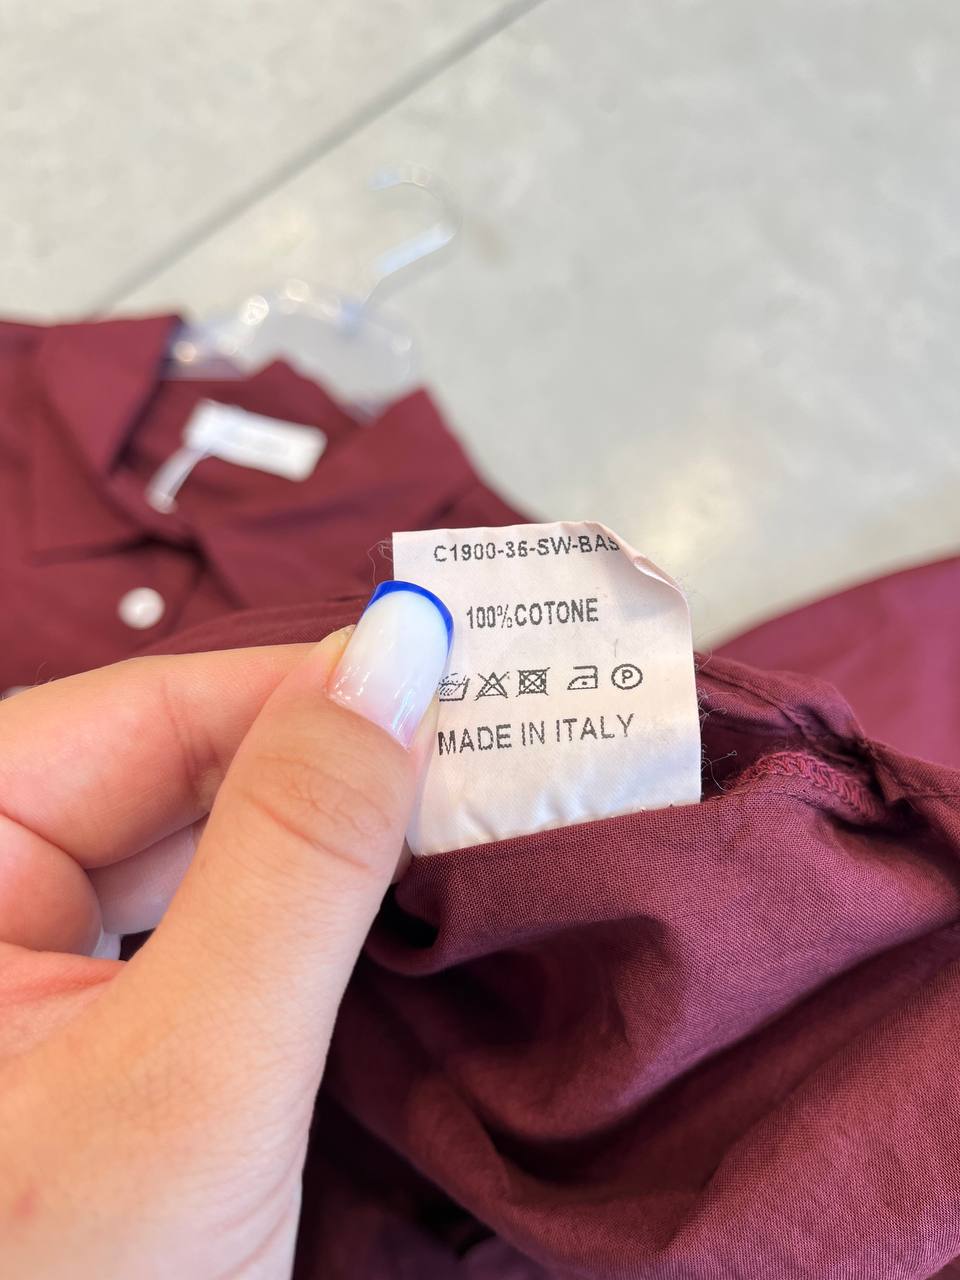 C1900-36-SW-BAS
100%COTONE
P
MADE IN ITALY